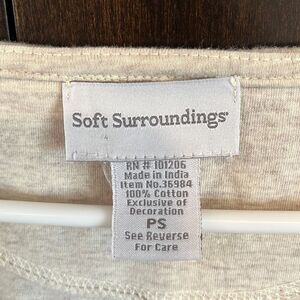 Soft Surroundings
RN # 101206
Made in India
Item No.36984
100% Cotton
Exclusive of
Decoration
PS
See Reverse
For Care